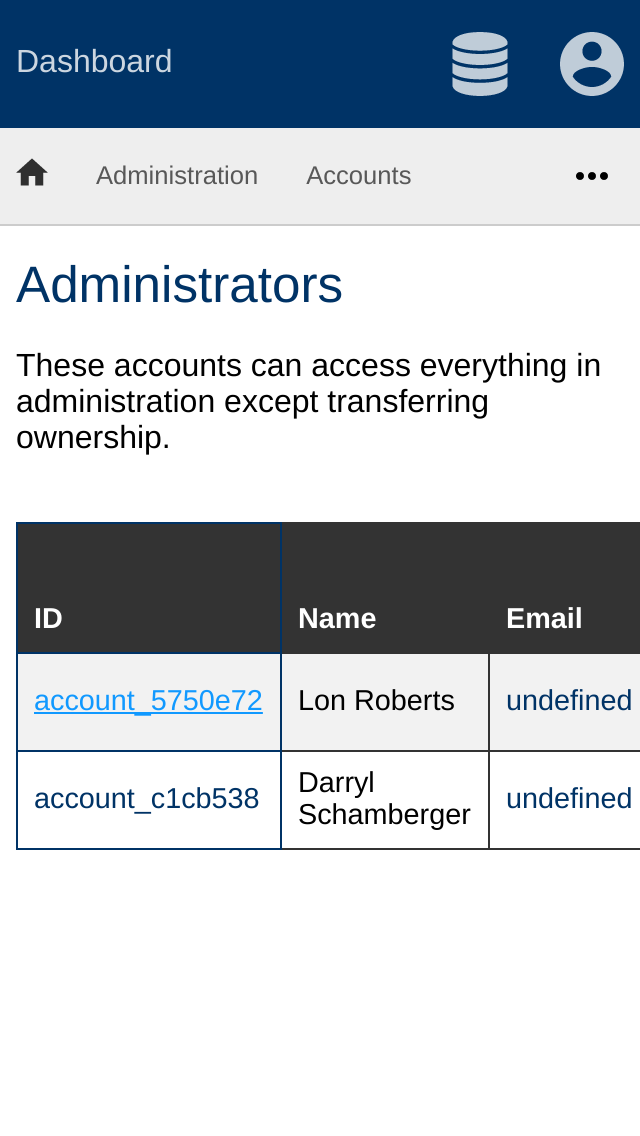 Dashboard
Administration Accounts
Administrators
These accounts can access everything in
administration except transferring
ownership.
ID Name Email
account_5750e72 Lon Roberts undefined
account_c1cb538 Darryl Schamberger undefined